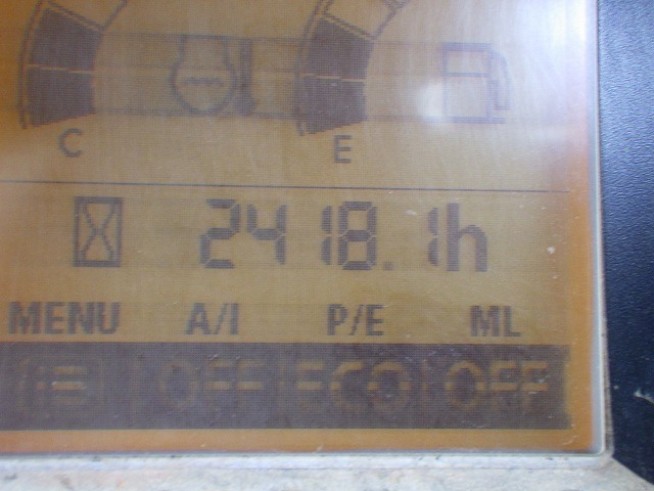 C E
2418.1h
MENU A/I P/E ML
OFF ECO OFF